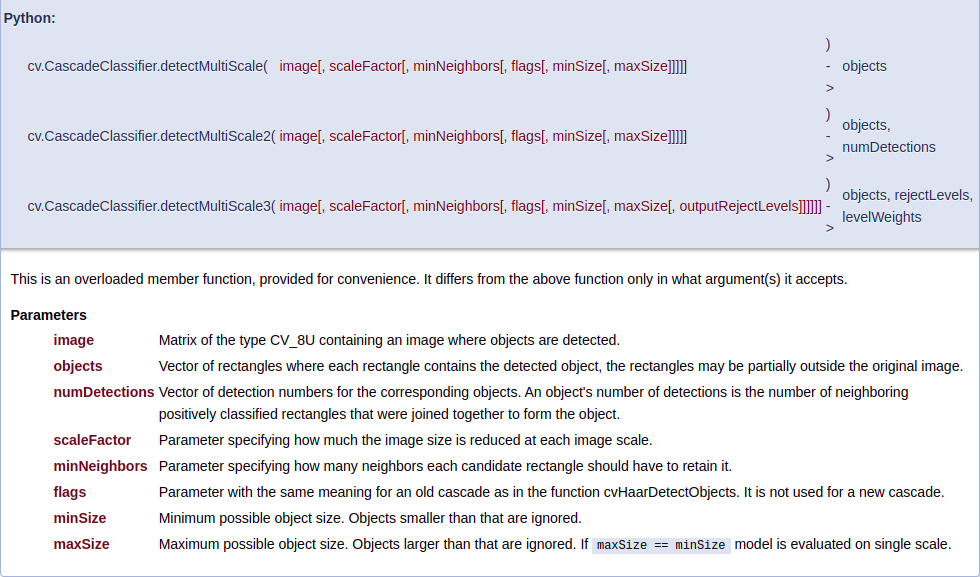 Python:
cv.CascadeClassifier.detectMultiScale( image[, scaleFactor[, minNeighbors[, flags[, minSize[, maxSize]]]]] ) -> objects
cv.CascadeClassifier.detectMultiScale2( image[, scaleFactor[, minNeighbors[, flags[, minSize[, maxSize]]]]] ) -> objects,
numDetections
cv.CascadeClassifier.detectMultiScale3( image[, scaleFactor[, minNeighbors[, flags[, minSize[, maxSize[, outputRejectLevels]]]]]] ) -> objects, rejectLevels,
levelWeights
This is an overloaded member function, provided for convenience. It differs from the above function only in what argument(s) it accepts.
Parameters
image Matrix of the type CV_8U containing an image where objects are detected.
objects Vector of rectangles where each rectangle contains the detected object, the rectangles may be partially outside the original image.
numDetections Vector of detection numbers for the corresponding objects. An object's number of detections is the number of neighboring
positively classified rectangles that were joined together to form the object.
scaleFactor Parameter specifying how much the image size is reduced at each image scale.
minNeighbors Parameter specifying how many neighbors each candidate rectangle should have to retain it.
flags Parameter with the same meaning for an old cascade as in the function cvHaarDetectObjects. It is not used for a new cascade.
minSize Minimum possible object size. Objects smaller than that are ignored.
maxSize Maximum possible object size. Objects larger than that are ignored. If maxSize == minSize model is evaluated on single scale.